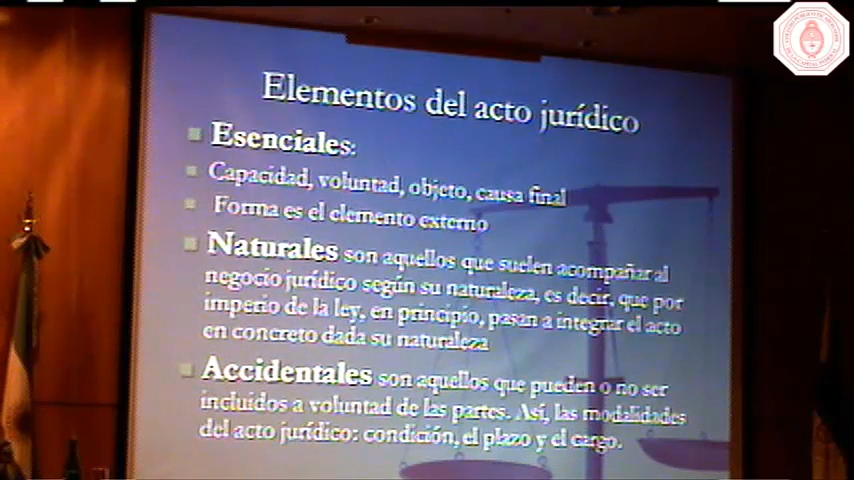 Elementos del acto jurídico
Esenciales:
Capacidad, voluntad, objeto, causa final
Forma es el elemento externo
Naturales son aquellos que suelen acompañar al
negocio jurídico según su naturaleza, es decir, que por
imperio de la ley, en principio, pasan a integrar el acto
en concreto dada su naturaleza
Accidentales son aquellos que pueden o no ser
incluidos a voluntad de las partes. Así, las modalidades
del acto jurídico: condición, el plazo y el cargo.